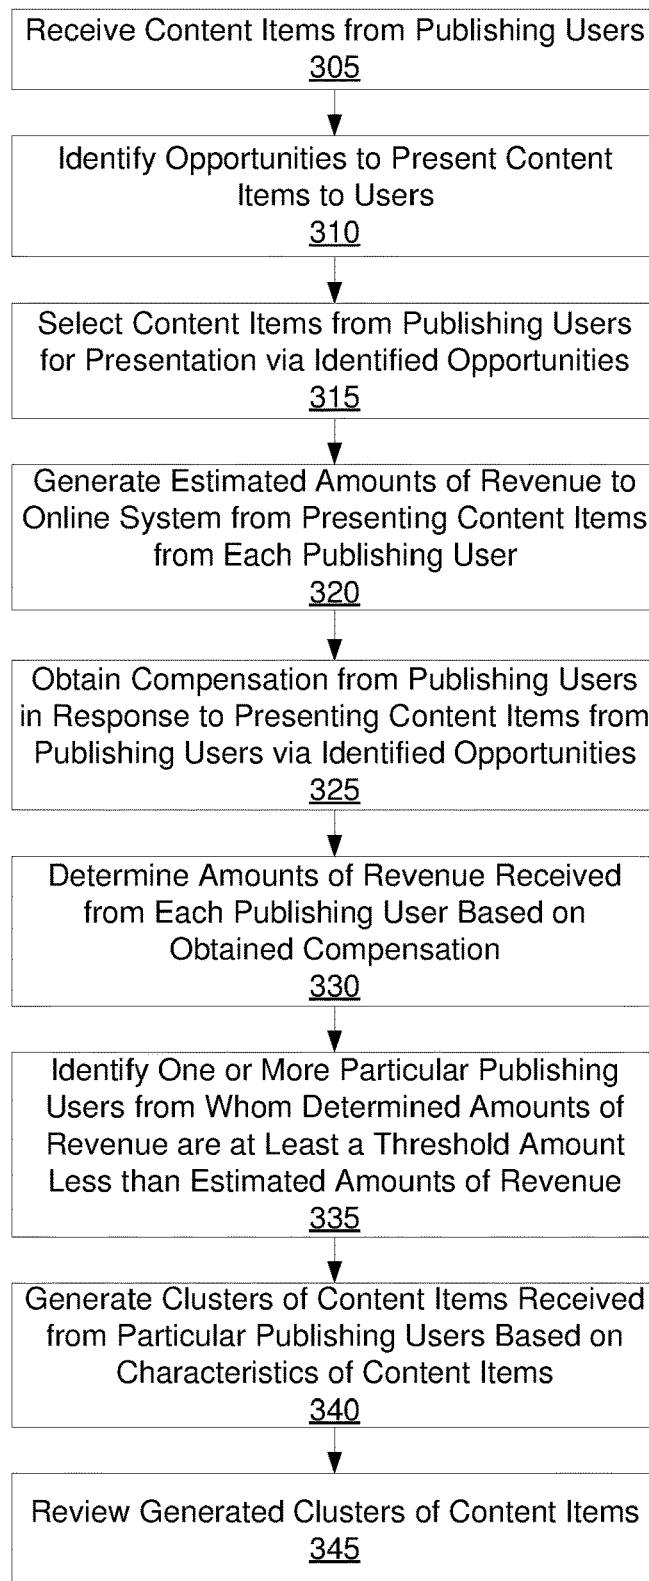 Receive Content Items from Publishing Users
305
Identify Opportunities to Present Content
Items to Users
310
Select Content Items from Publishing Users
for Presentation via Identified Opportunities
315
Generate Estimated Amounts of Revenue to
Online System from Presenting Content Items
from Each Publishing User
320
Obtain Compensation from Publishing Users
in Response to Presenting Content Items from
Publishing Users via Identified Opportunities
325
Determine Amounts of Revenue Received
from Each Publishing User Based on
Obtained Compensation
330
Identify One or More Particular Publishing
Users from Whom Determined Amounts of
Revenue are at Least a Threshold Amount
Less than Estimated Amounts of Revenue
335
Generate Clusters of Content Items Received
from Particular Publishing Users Based on
Characteristics of Content Items
340
Review Generated Clusters of Content Items
345